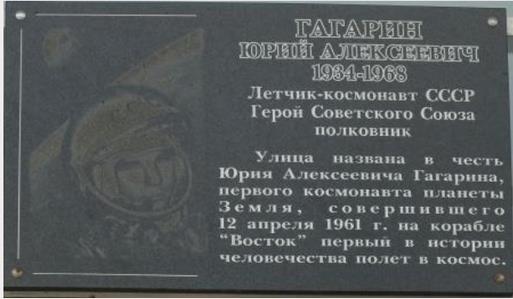 ГАГАРИН
ЮРИЙ АЛЕКСЕЕВИЧ
1934-1968
Летчик-космонавт СССР
Герой Советского Союза
полковник
Улица названа в честь
Юрия Алексеевича Гагарина,
первого космонавта планеты
Земля, совершившего
12 апреля 1961 г. на корабле
“Восток” первый в истории
человечества полет в космос.